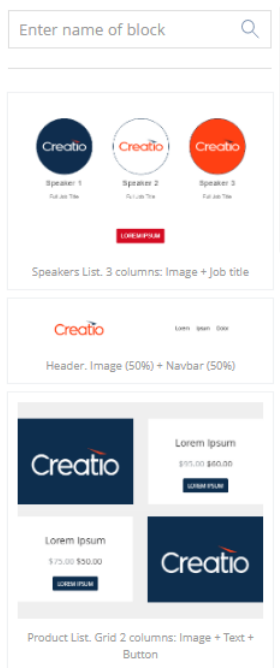 Enter name of block
Creatio Creatio Creatio
Speaker 1 Speaker 2 Speaker 3
Full Job Title Full Job Title Full Job Title
LOREM IPSUM
Speakers List. 3 columns: Image + Job title
Creatio Lorem Ipsum Dolor
Header. Image (50%) + Navbar (50%)
Creatio
Lorem Ipsum
$95.00 $60.00
LOREM IPSUM
Lorem Ipsum
$75.00 $50.00
LOREM IPSUM
Creatio
Product List. Grid 2 columns: Image + Text +
Button